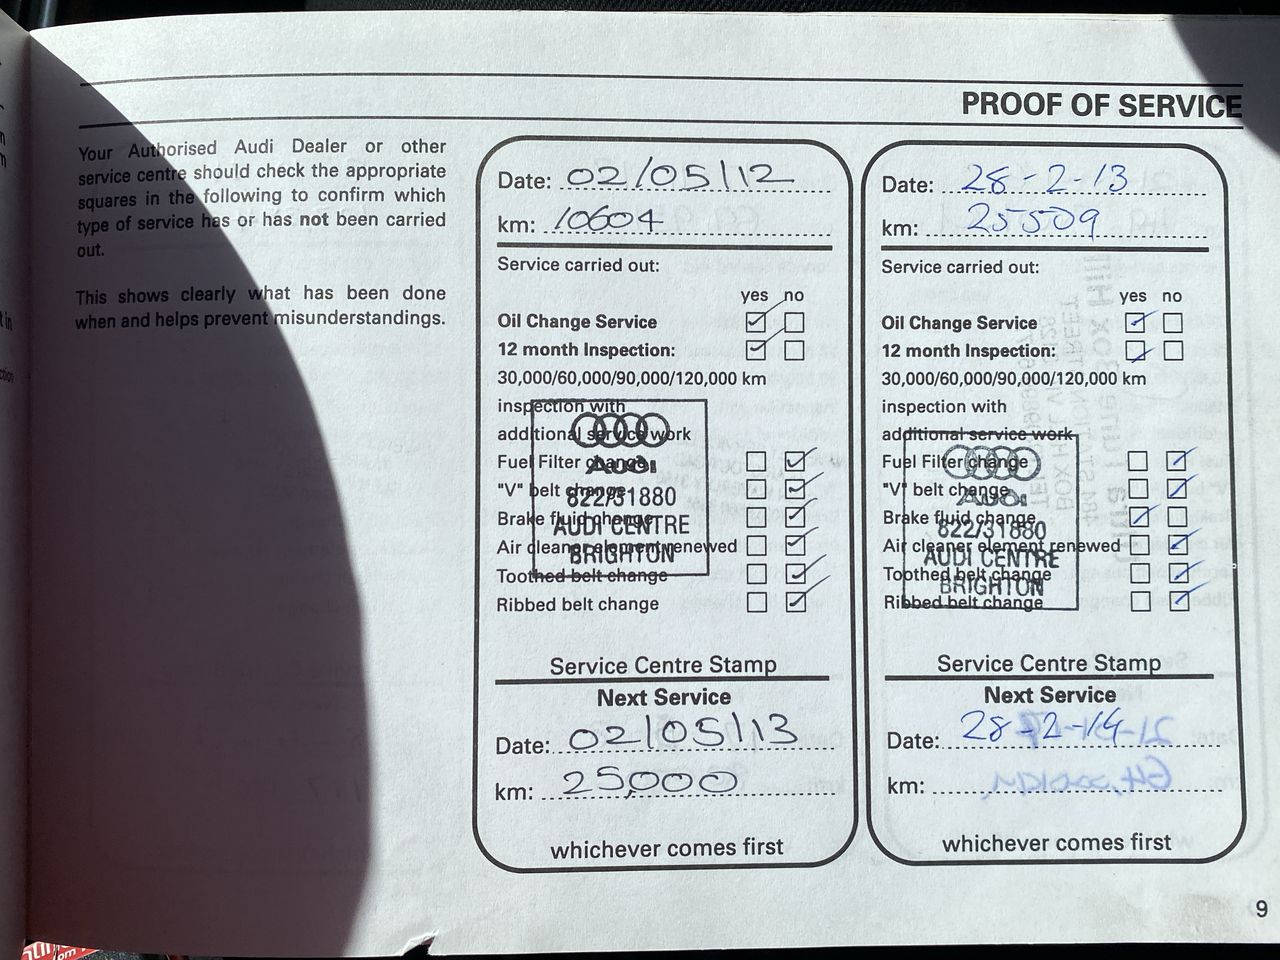 PROOF OF SERVICE
Your Authorised Audi Dealer or other
service centre should check the appropriate
squares in the following to confirm which
type of service has or has not been carried
out.
This shows clearly what has been done
when and helps prevent misunderstandings.
Date: 02/05/12
km: 10604
Service carried out:
yes no
Oil Change Service
12 month Inspection:
30,000/60,000/90,000/120,000 km
inspection with
additional service work
Fuel Filter change
"V" belt change
Brake fluid change
Air cleaner element renewed
Toothed belt change
Ribbed belt change
Audi
822/31880
AUDI CENTRE
BRIGHTON
Service Centre Stamp
Next Service
Date: 02/05/13
km: 25,000
whichever comes first
Date: 28-2-13
km: 25509
Service carried out:
yes no
Oil Change Service
12 month Inspection:
30,000/60,000/90,000/120,000 km
inspection with
additional service work
Fuel Filter change
"V" belt change
Brake fluid change
Air cleaner element renewed
Toothed belt change
Ribbed belt change
Audi
822/31880
AUDI CENTRE
BRIGHTON
Service Centre Stamp
Next Service
Date: 28-2-14
km:
whichever comes first
9